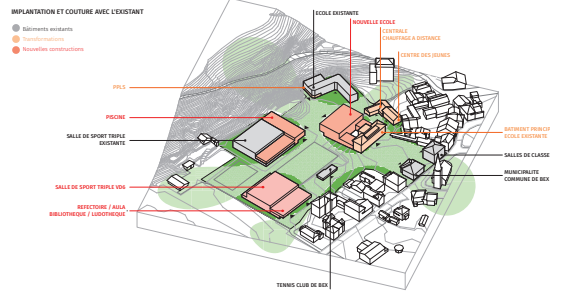 IMPLANTATION ET COUTURE AVEC L'EXISTANT
Bâtiments existants
Transformations
Nouvelles constructions
ECOLE EXISTANTE
NOUVELLE ECOLE
CENTRALE
CHAUFFAGE A DISTANCE
CENTRE DES JEUNES
PPLS
PISCINE
SALLE DE SPORT TRIPLE
EXISTANTE
BATIMENT PRINCIP
ECOLE EXISTANTE
SALLES DE CLASSE
MUNICIPALITE
COMMUNE DE BEX
SALLE DE SPORT TRIPLE VD6
REFECTOIRE / AULA
BIBLIOTHEQUE / LUDOTHEQUE
TENNIS CLUB DE BEX